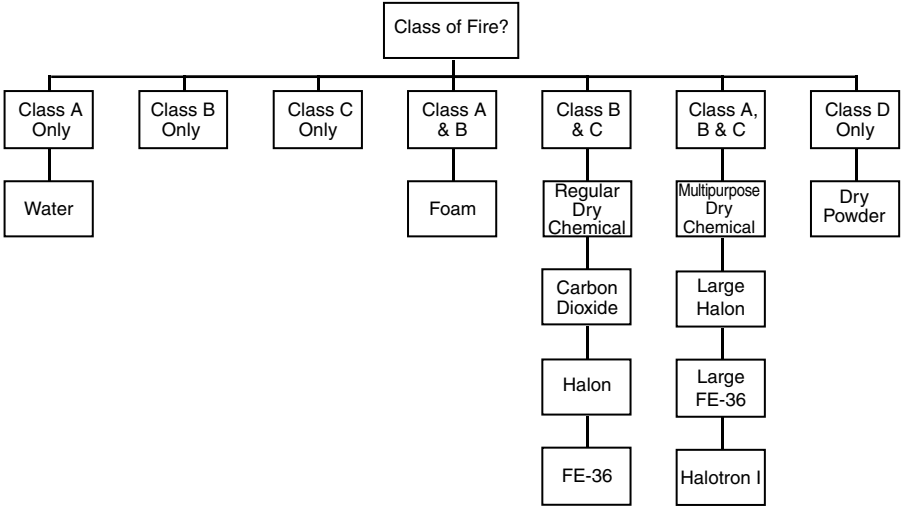 Class of Fire?
Class A
Only
Class B
Only
Class C
Only
Class A
& B
Class B
& C
Class A,
B & C
Class D
Only
Water
Foam
Regular
Dry
Chemical
Multipurpose
Dry
Chemical
Dry
Powder
Carbon
Dioxide
Large
Halon
Halon
Large
FE-36
FE-36
Halotron I